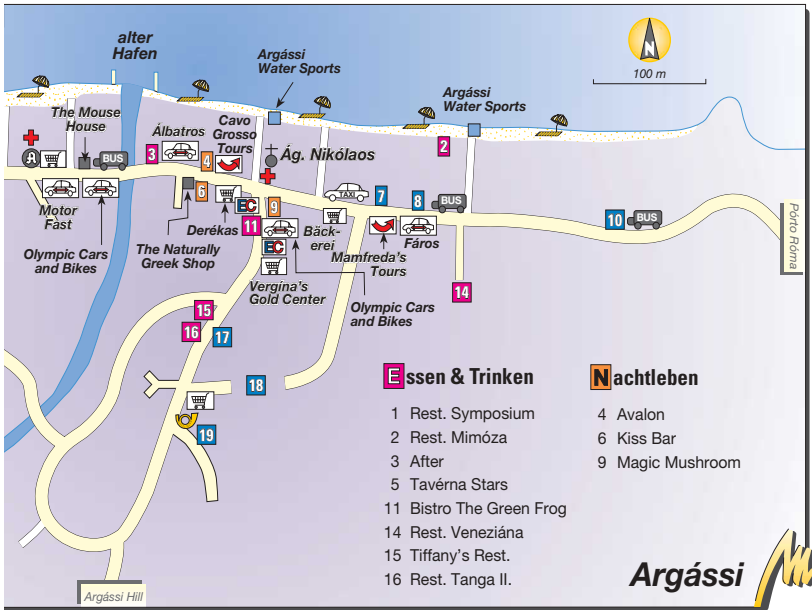 alter
Hafen
Argássi
Water Sports
N
100 m
Argássi
Water Sports
The Mouse
House
Álbatros
Cavo
Grosso
Tours
2
A
BUS
3
4
Ág. Nikólaos
Motor
Fást
6
EC
9
TAXI
7
8
BUS
10
BUS
Pórto Róma
Olympic Cars
and Bikes
The Naturally
Greek Shop
Derékas
11
EC
Bäck-
erei
Mamfreda's
Tours
Fáros
Vergina's
Gold Center
Olympic Cars
and Bikes
14
15
16
17
18
19
Argássi Hill
Essen & Trinken
1 Rest. Symposium
2 Rest. Mimóza
3 After
5 Tavérna Stars
11 Bistro The Green Frog
14 Rest. Veneziána
15 Tiffany's Rest.
16 Rest. Tanga II.
Nachtleben
4 Avalon
6 Kiss Bar
9 Magic Mushroom
Argássi